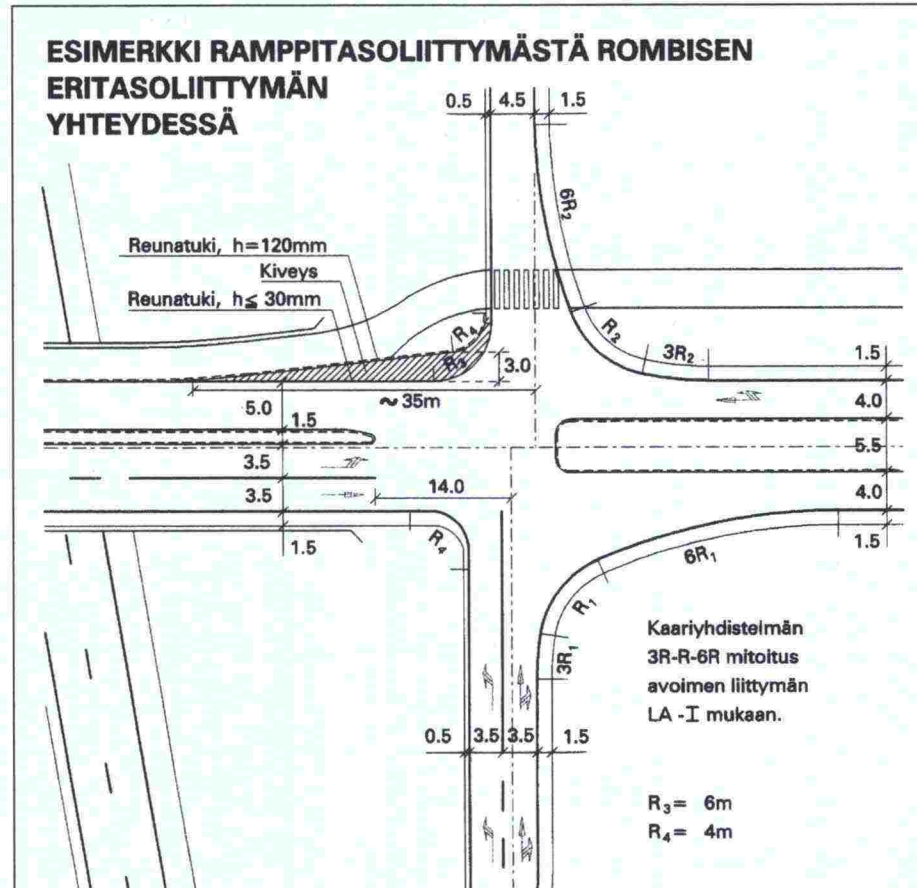 ESIMERKKI RAMPPITASOLIITTYMÄSTÄ ROMBISEN
ERITASOLIITTYMÄN
YHTEYDESSÄ
0.5 4.5 1.5
6R₂
Reunatuki, h=120mm
Kiveys
Reunatuki, h≤ 30mm
R₄
R₃
R₂
3R₂
3.0
1.5
~35m
5.0
4.0
1.5
5.5
3.5
14.0
3.5
4.0
1.5
1.5
R₄
6R₁
R₁
3R₁
Kaariyhdistelmän
3R-R-6R mitoitus
avoimen liittymän
LA -I mukaan.
0.5 3.5 3.5 1.5
R₃= 6m
R₄= 4m